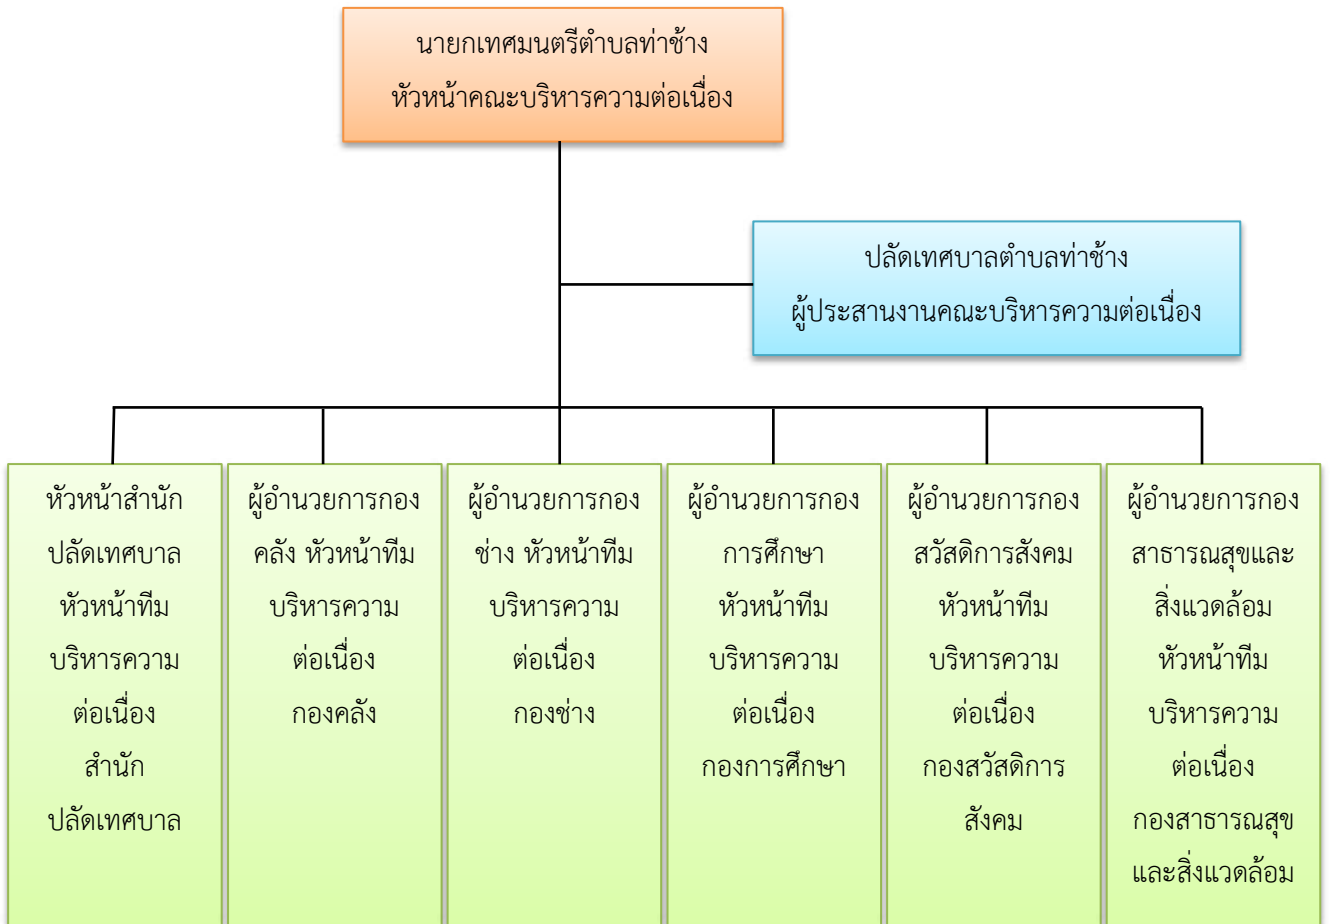 นายกเทศมนตรีตำบลท่าช้าง
หัวหน้าคณะบริหารความต่อเนื่อง
ปลัดเทศบาลตำบลท่าช้าง
ผู้ประสานงานคณะบริหารความต่อเนื่อง
หัวหน้าสำนัก
ปลัดเทศบาล
หัวหน้าทีม
บริหารความ
ต่อเนื่อง
สำนัก
ปลัดเทศบาล
ผู้อำนวยการกอง
คลัง หัวหน้าทีม
บริหารความ
ต่อเนื่อง
กองคลัง
ผู้อำนวยการกอง
ช่าง หัวหน้าทีม
บริหารความ
ต่อเนื่อง
กองช่าง
ผู้อำนวยการกอง
การศึกษา
หัวหน้าทีม
บริหารความ
ต่อเนื่อง
กองการศึกษา
ผู้อำนวยการกอง
สวัสดิการสังคม
หัวหน้าทีม
บริหารความ
ต่อเนื่อง
กองสวัสดิการ
สังคม
ผู้อำนวยการกอง
สาธารณสุขและ
สิ่งแวดล้อม
หัวหน้าทีม
บริหารความ
ต่อเนื่อง
กองสาธารณสุข
และสิ่งแวดล้อม